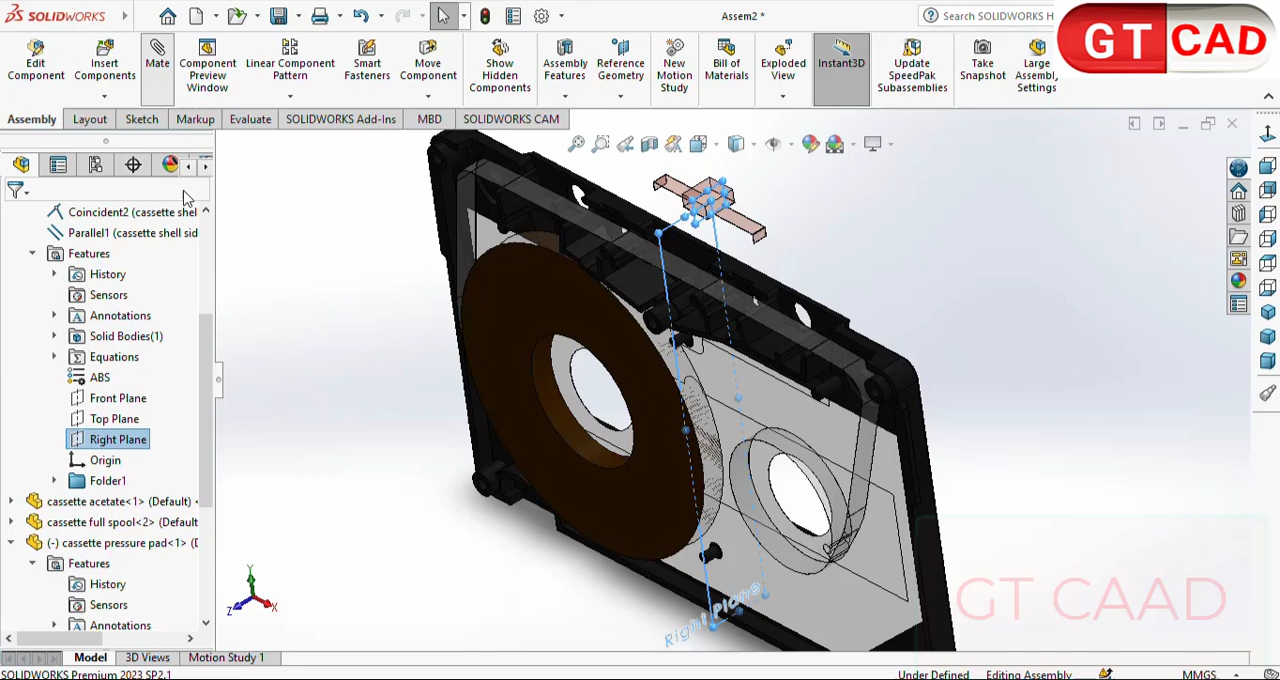 SOLIDWORKS
Assem2 *
Search SOLIDWORKS H
GT CAD
Edit Component
Insert Components
Mate
Component Preview Window
Linear Component Pattern
Smart Fasteners
Move Component
Show Hidden Components
Assembly Features
Reference Geometry
New Motion Study
Bill of Materials
Exploded View
Instant3D
Update SpeedPak Subassemblies
Take Snapshot
Large Assembly Settings
Assembly
Layout
Sketch
Markup
Evaluate
SOLIDWORKS Add-Ins
MBD
SOLIDWORKS CAM
Coincident2 (cassette shel
Parallel1 (cassette shell sid
Features
History
Sensors
Annotations
Solid Bodies(1)
Equations
ABS
Front Plane
Top Plane
Right Plane
Origin
Folder1
cassette acetate<1> (Default)
cassette full spool<2> (Default
(-) cassette pressure pad<1> (D
Features
History
Sensors
Annotations
Right Plane
Y
Z
X
GT CAAD
Model
3D Views
Motion Study 1
SOLIDWORKS Premium 2023 SP2.1
Under Defined
Editing Assembly
MMGS